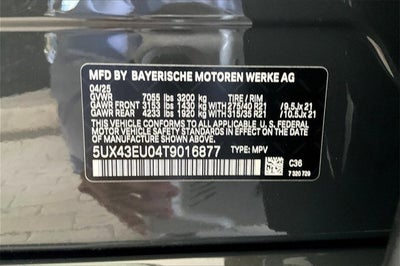 MFD BY BAYERISCHE MOTOREN WERKE AG
04/25
GVWR 7055 lbs 3200 kg TIRE / RIM
GAWR FRONT 3153 lbs 1430 kg WITH 275/40 R21 / 9.5Jx21
GAWR REAR 4233 lbs 1920 kg WITH 315/35 R21 / 10.5Jx21
THIS VEHICLE CONFORMS TO ALL APPLICABLE U.S. FEDERAL
MOTOR VEHICLE SAFETY STANDARDS IN EFFECT ON THE DATE
OF MANUFACTURE SHOWN ABOVE.
5UX43EU04T9016877 TYPE: MPV
C36
7 320 729